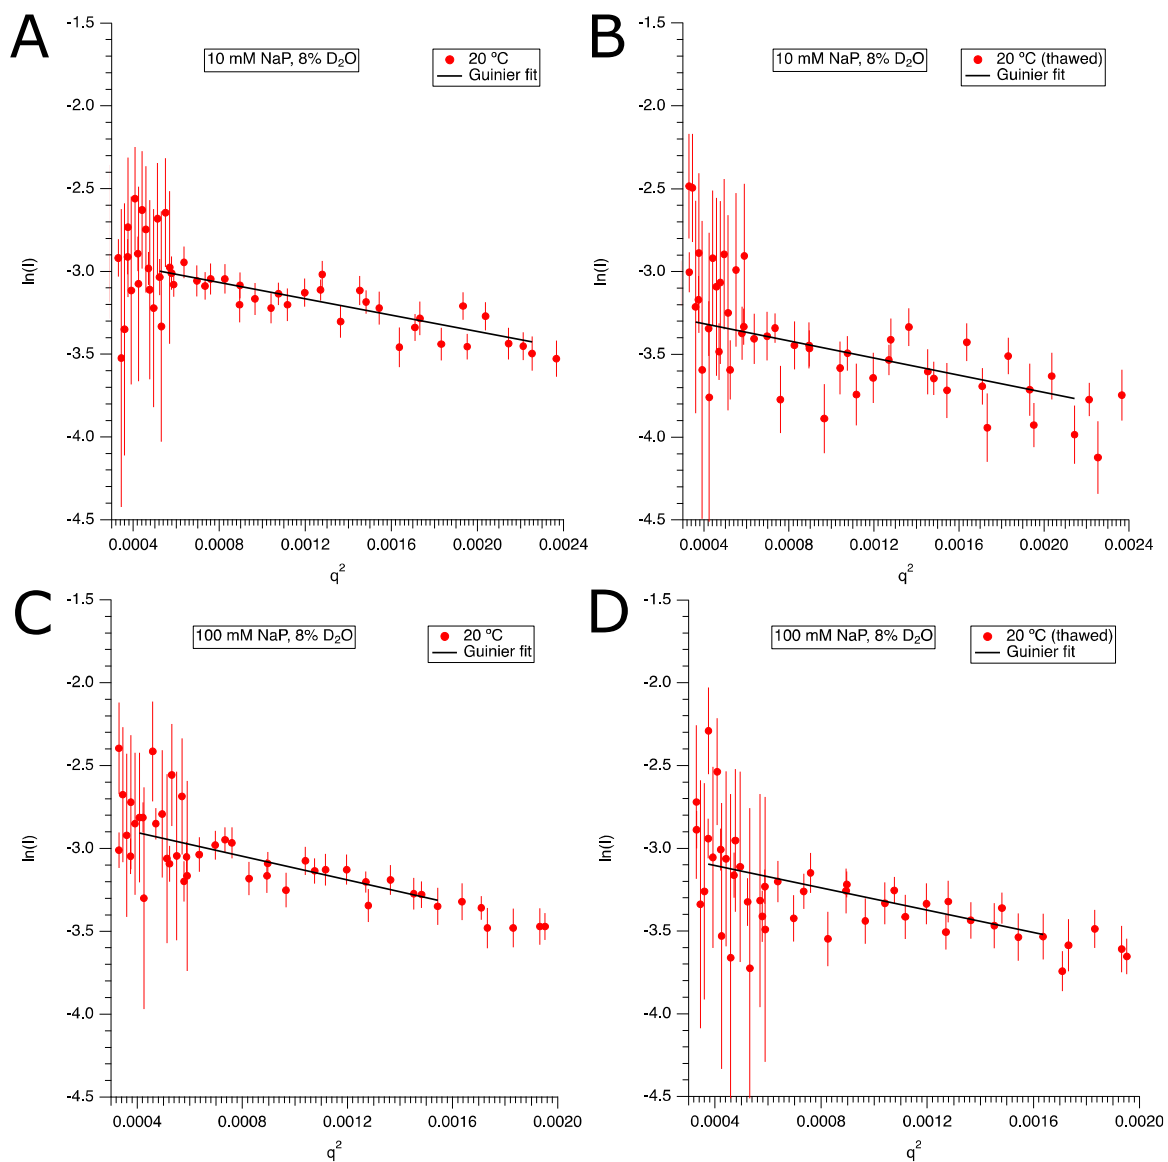 A
10 mM NaP, 8% D₂O
20 ºC
Guinier fit
-1.5
-2.0
-2.5
-3.0
-3.5
-4.0
-4.5
ln(I)
0.0004
0.0008
0.0012
0.0016
0.0020
0.0024
q²
B
10 mM NaP, 8% D₂O
20 ºC (thawed)
Guinier fit
-1.5
-2.0
-2.5
-3.0
-3.5
-4.0
-4.5
ln(I)
0.0004
0.0008
0.0012
0.0016
0.0020
0.0024
q²
C
100 mM NaP, 8% D₂O
20 ºC
Guinier fit
-1.5
-2.0
-2.5
-3.0
-3.5
-4.0
-4.5
ln(I)
0.0004
0.0008
0.0012
0.0016
0.0020
q²
D
100 mM NaP, 8% D₂O
20 ºC (thawed)
Guinier fit
-1.5
-2.0
-2.5
-3.0
-3.5
-4.0
-4.5
ln(I)
0.0004
0.0008
0.0012
0.0016
0.0020
q²